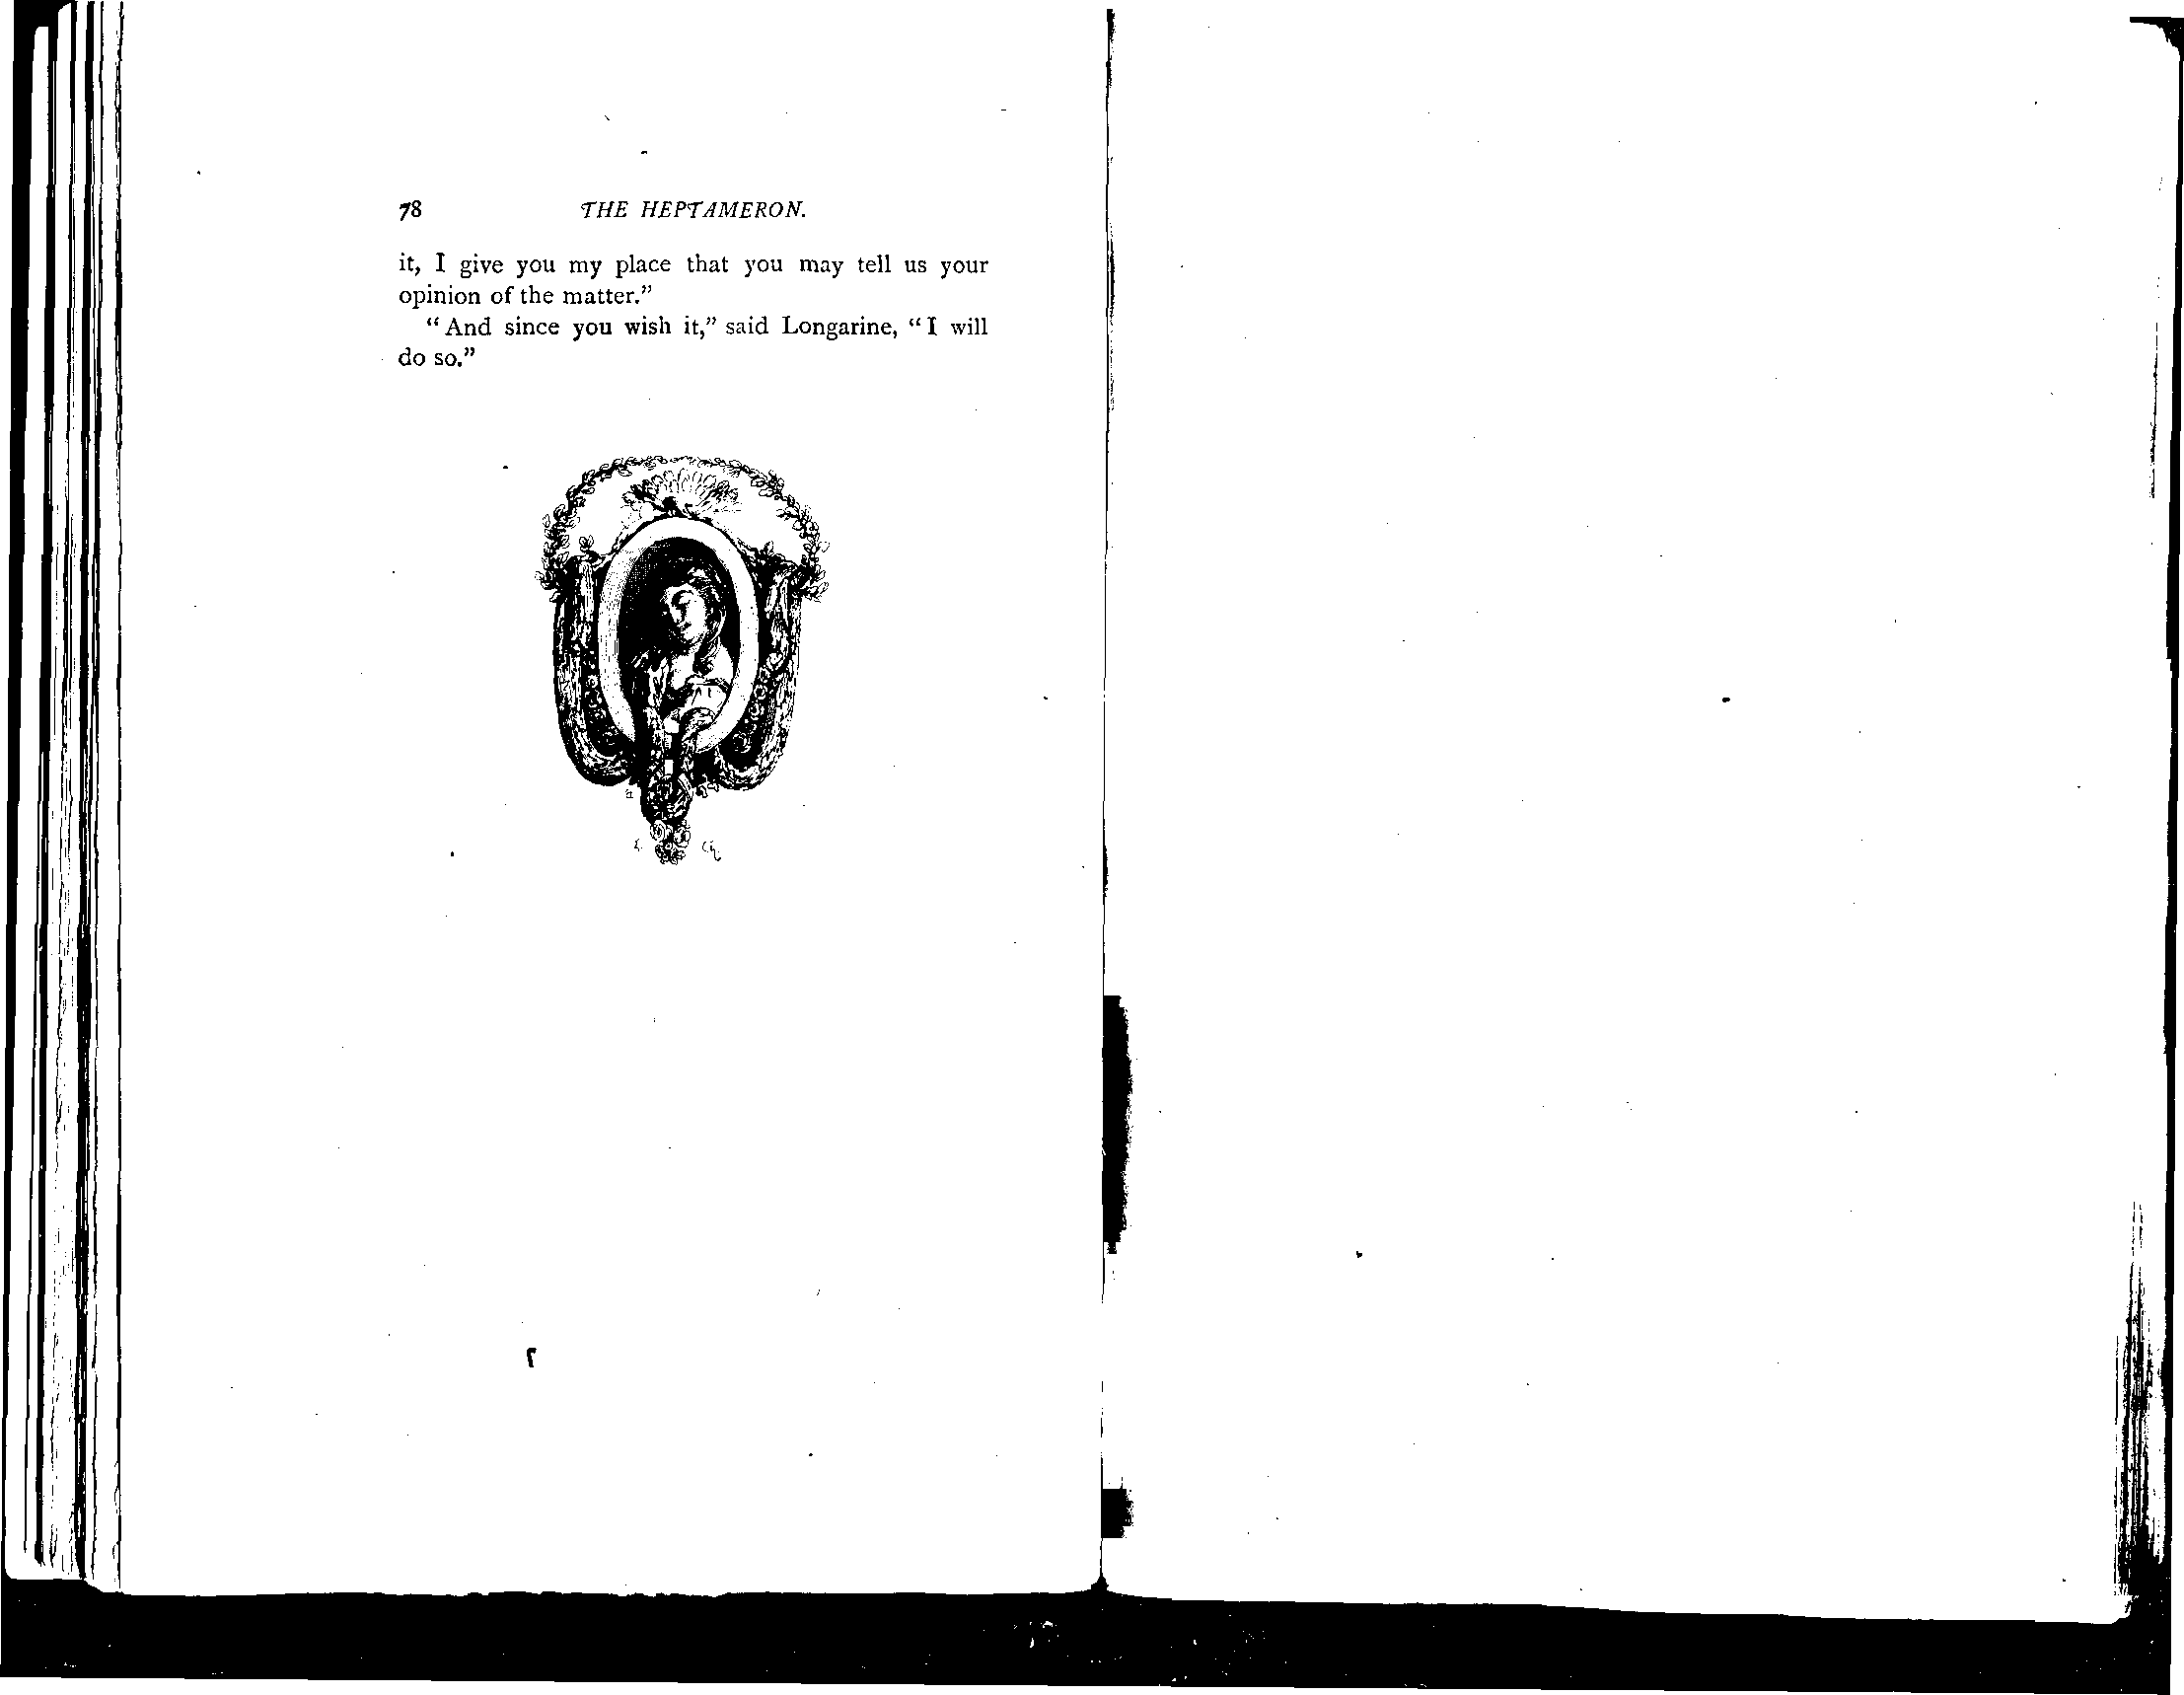 78 THE HEPTAMERON.
it, I give you my place that you may tell us your
opinion of the matter.”
“And since you wish it,” said Longarine, “I will
do so.”